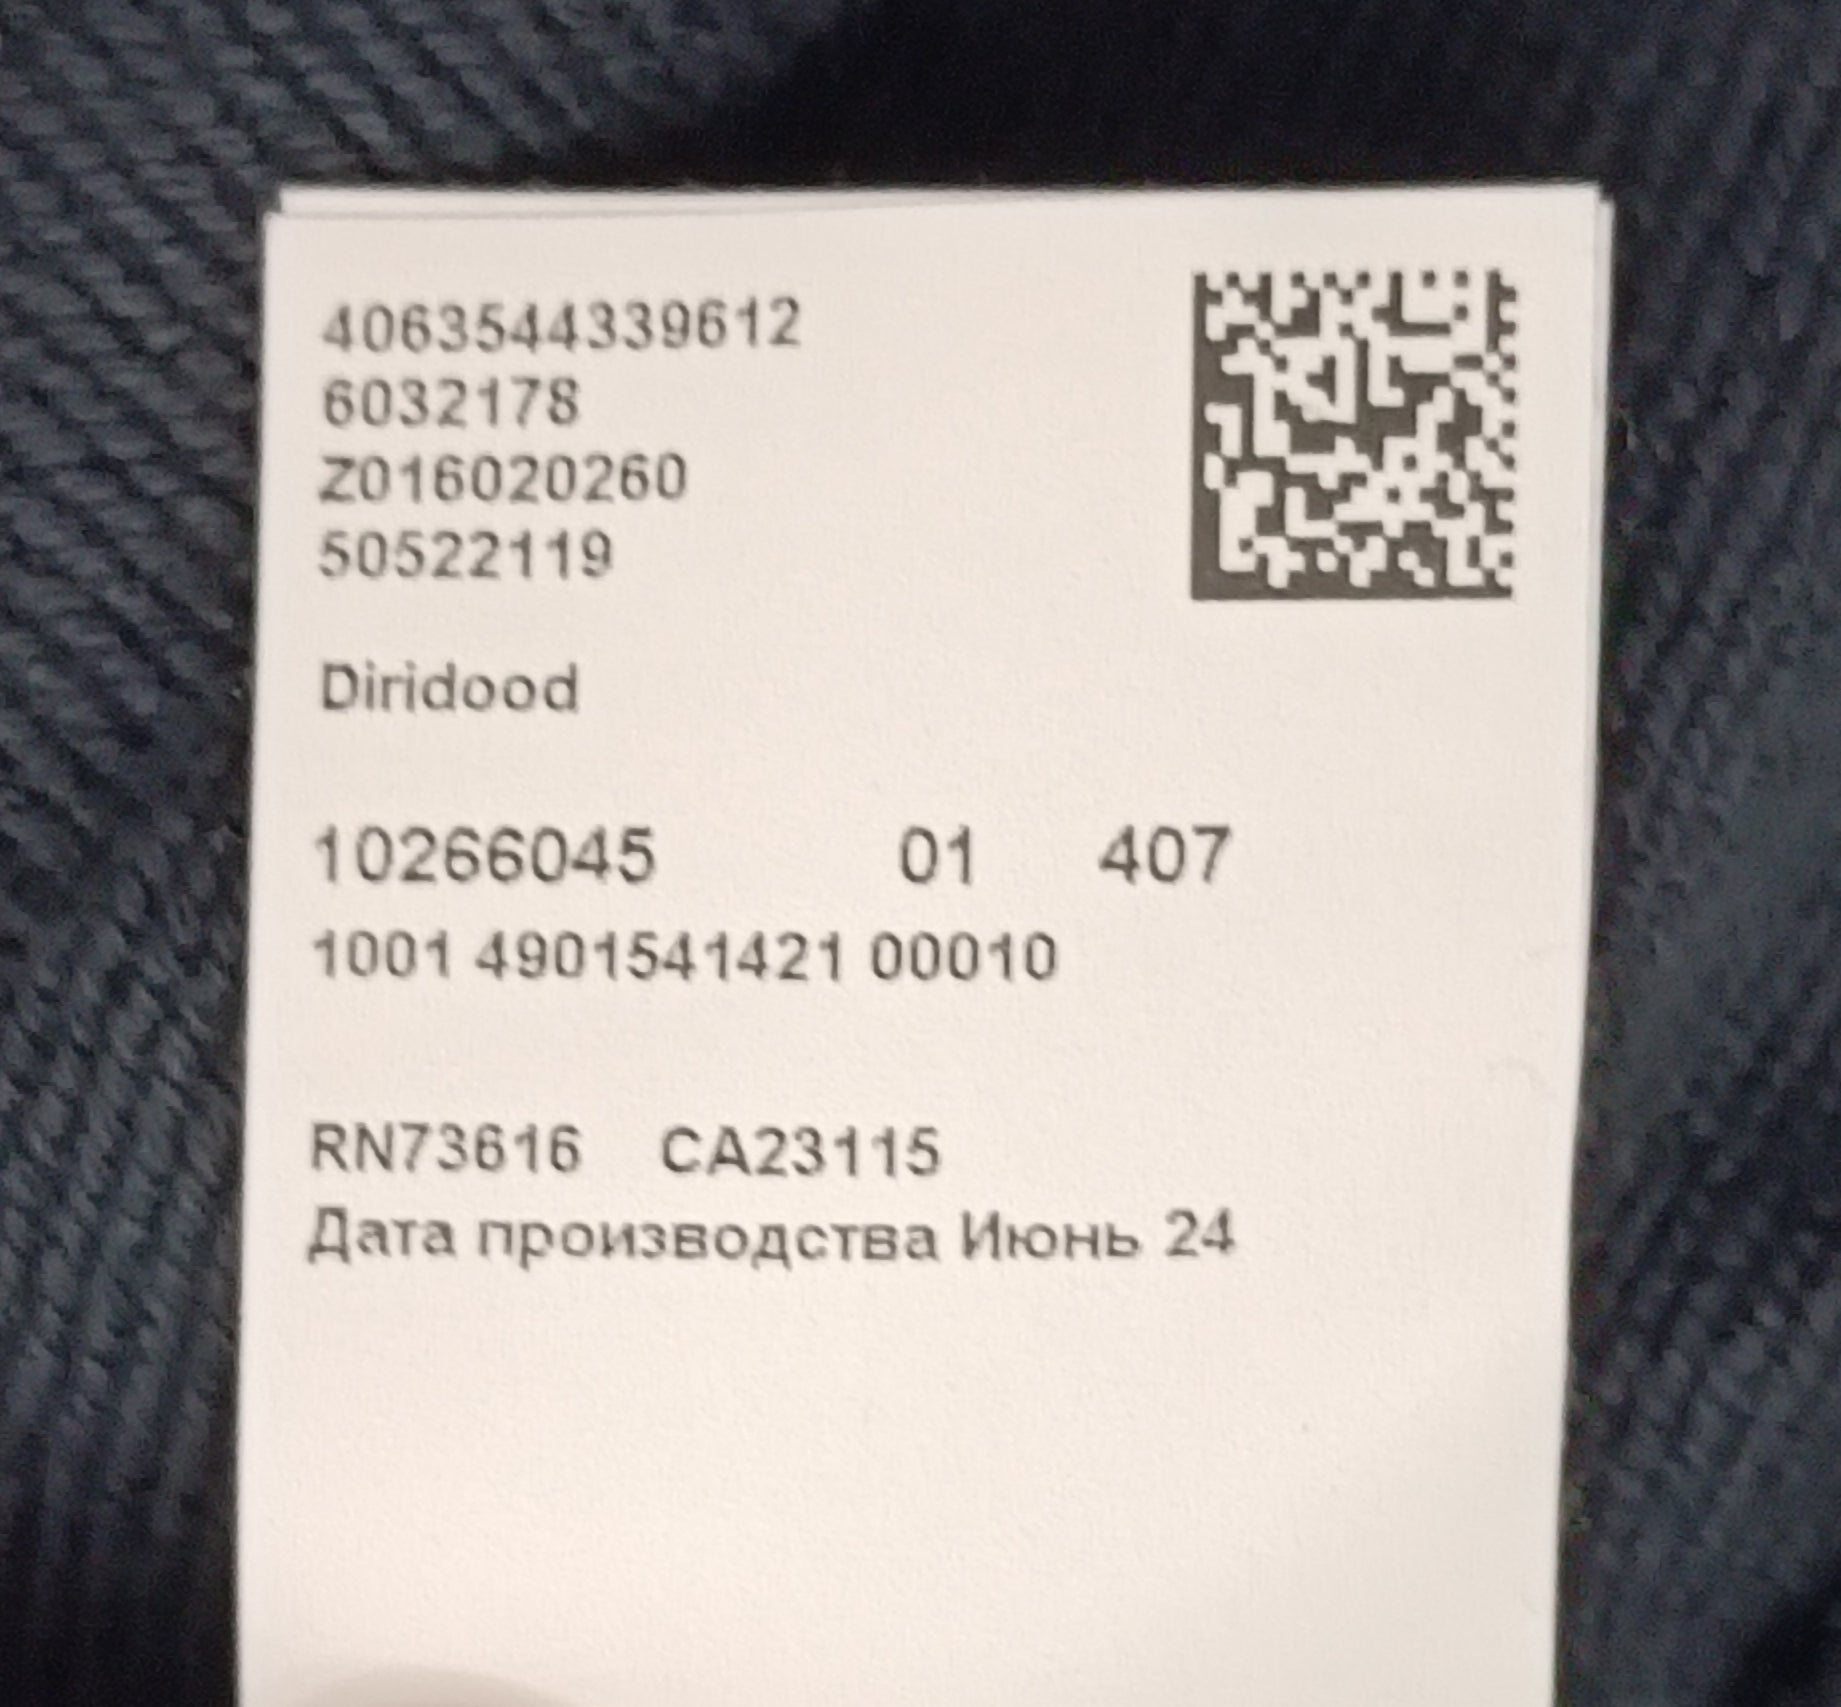 4063544339612
6032178
Z016020260
50522119
Diridood
10266045 01 407
1001 4901541421 00010
RN73616 CA23115
Дата производства Июнь 24